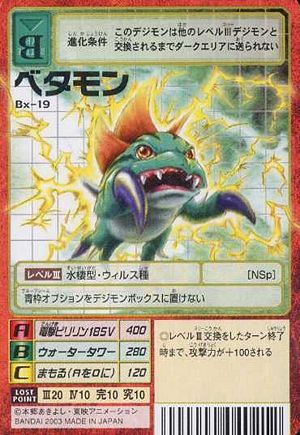 B
進化条件
このデジモンは他のレベルⅢデジモンと
交換されるまでダークエリアに送られない
ベタモン
Bx-19
レベルⅢ 水棲型・ウィルス種 [NSp]
青枠オプションをデジモンボックスに置けない
A 電撃ビリリン185V 400
B ウォータータワー 280
C まもる(Aを0に) 120
◎レベルⅢ交換をしたターン終了
時まで、攻撃力が+100される
LOST POINT Ⅲ20 Ⅳ10 完10 究10
©本郷あきよし・東映アニメーション
BANDAI 2003 MADE IN JAPAN